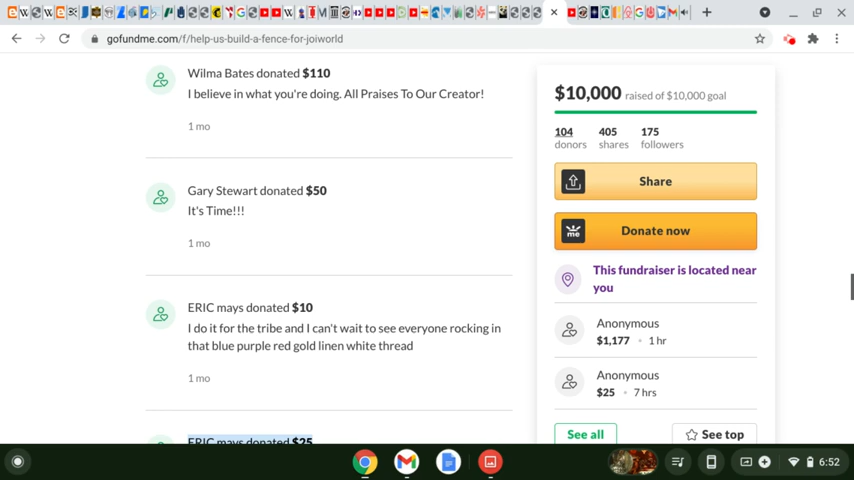 gofundme.com/f/help-us-build-a-fence-for-joiworld
Wilma Bates donated $110
I believe in what you're doing. All Praises To Our Creator!
1 mo
Gary Stewart donated $50
It's Time!!!
1 mo
ERIC mays donated $10
I do it for the tribe and I can't wait to see everyone rocking in
that blue purple red gold linen white thread
1 mo
ERIC mays donated $25
$10,000 raised of $10,000 goal
104 405 175
donors shares followers
Share
me Donate now
This fundraiser is located near
you
Anonymous
$1,177 • 1 hr
Anonymous
$25 • 7 hrs
See all See top
6:52